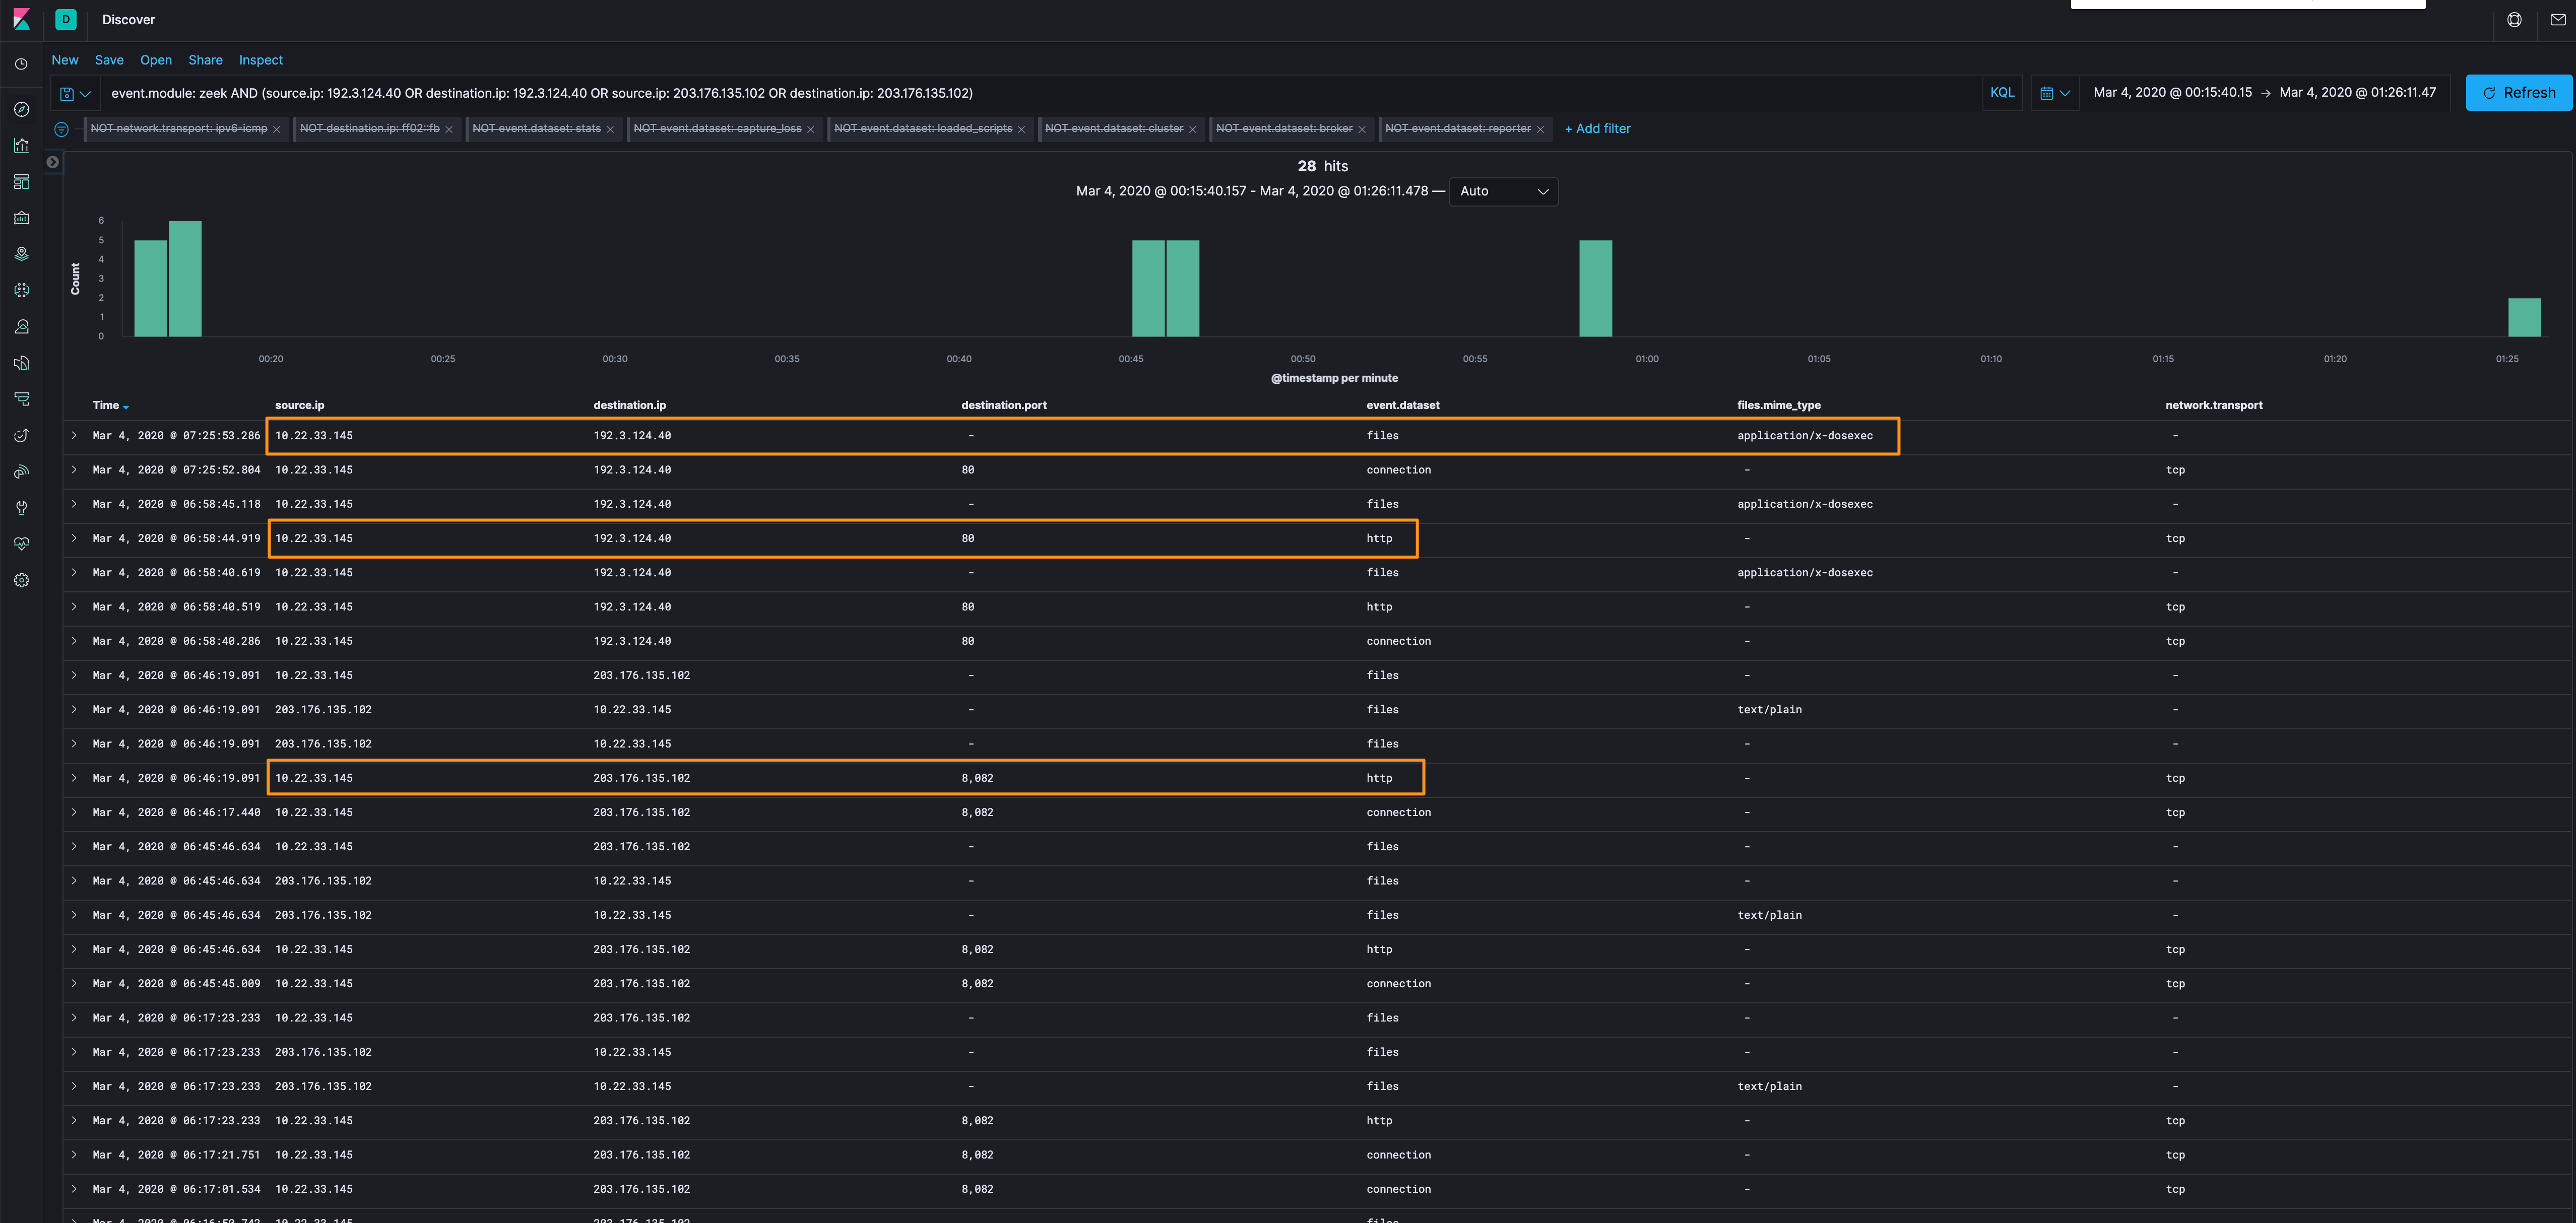 D Discover
New Save Open Share Inspect
event.module: zeek AND (source.ip: 192.3.124.40 OR destination.ip: 192.3.124.40 OR source.ip: 203.176.135.102 OR destination.ip: 203.176.135.102) KQL Mar 4, 2020 @ 00:15:40.15 → Mar 4, 2020 @ 01:26:11.47 Refresh
NOT network.transport: ipv6-icmp × NOT destination.ip: ff02::fb × NOT event.dataset: stats × NOT event.dataset: capture_loss × NOT event.dataset: loaded_scripts × NOT event.dataset: cluster × NOT event.dataset: broker × NOT event.dataset: reporter × + Add filter
28 hits
Mar 4, 2020 @ 00:15:40.157 - Mar 4, 2020 @ 01:26:11.478 — Auto
6
5
4
3
2
1
0
Count
00:20 00:25 00:30 00:35 00:40 00:45 00:50 00:55 01:00 01:05 01:10 01:15 01:20 01:25
@timestamp per minute
Time source.ip destination.ip destination.port event.dataset files.mime_type network.transport
Mar 4, 2020 @ 07:25:53.286 10.22.33.145 192.3.124.40 - files application/x-dosexec -
Mar 4, 2020 @ 07:25:52.804 10.22.33.145 192.3.124.40 80 connection - tcp
Mar 4, 2020 @ 06:58:45.118 10.22.33.145 192.3.124.40 - files application/x-dosexec -
Mar 4, 2020 @ 06:58:44.919 10.22.33.145 192.3.124.40 80 http - tcp
Mar 4, 2020 @ 06:58:40.619 10.22.33.145 192.3.124.40 - files application/x-dosexec -
Mar 4, 2020 @ 06:58:40.519 10.22.33.145 192.3.124.40 80 http - tcp
Mar 4, 2020 @ 06:58:40.286 10.22.33.145 192.3.124.40 80 connection - tcp
Mar 4, 2020 @ 06:46:19.091 10.22.33.145 203.176.135.102 - files - -
Mar 4, 2020 @ 06:46:19.091 203.176.135.102 10.22.33.145 - files text/plain -
Mar 4, 2020 @ 06:46:19.091 203.176.135.102 10.22.33.145 - files - -
Mar 4, 2020 @ 06:46:19.091 10.22.33.145 203.176.135.102 8,082 http - tcp
Mar 4, 2020 @ 06:46:17.440 10.22.33.145 203.176.135.102 8,082 connection - tcp
Mar 4, 2020 @ 06:45:46.634 10.22.33.145 203.176.135.102 - files - -
Mar 4, 2020 @ 06:45:46.634 203.176.135.102 10.22.33.145 - files - -
Mar 4, 2020 @ 06:45:46.634 203.176.135.102 10.22.33.145 - files text/plain -
Mar 4, 2020 @ 06:45:46.634 10.22.33.145 203.176.135.102 8,082 http - tcp
Mar 4, 2020 @ 06:45:45.009 10.22.33.145 203.176.135.102 8,082 connection - tcp
Mar 4, 2020 @ 06:17:23.233 10.22.33.145 203.176.135.102 - files - -
Mar 4, 2020 @ 06:17:23.233 203.176.135.102 10.22.33.145 - files - -
Mar 4, 2020 @ 06:17:23.233 203.176.135.102 10.22.33.145 - files text/plain -
Mar 4, 2020 @ 06:17:23.233 10.22.33.145 203.176.135.102 8,082 http - tcp
Mar 4, 2020 @ 06:17:21.751 10.22.33.145 203.176.135.102 8,082 connection - tcp
Mar 4, 2020 @ 06:17:01.534 10.22.33.145 203.176.135.102 8,082 connection - tcp